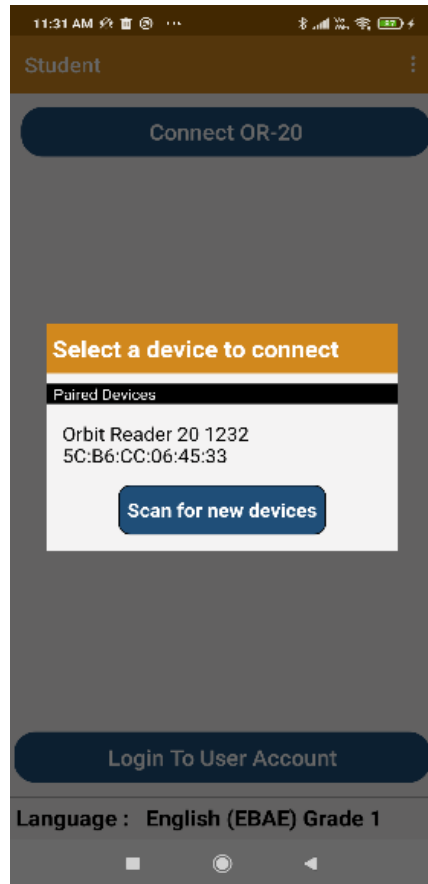 11:31 AM
Student
Connect OR-20
Select a device to connect
Paired Devices
Orbit Reader 20 1232
5C:B6:CC:06:45:33
Scan for new devices
Login To User Account
Language : English (EBAE) Grade 1